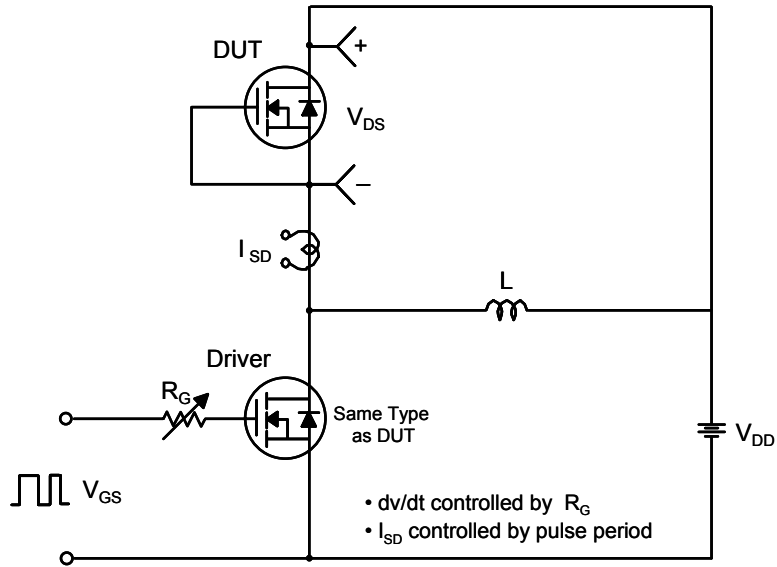 DUT
+
V_DS
–
I_SD
L
Driver
R_G
Same Type
as DUT
V_DD
V_GS
• dv/dt controlled by R_G
• I_SD controlled by pulse period